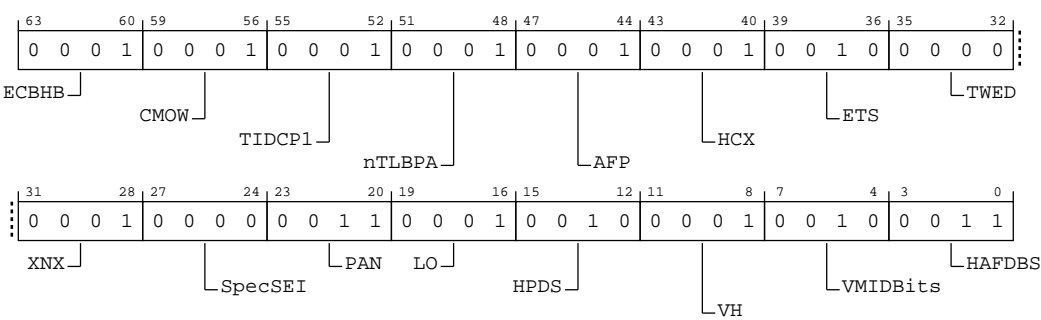 63 60 59 56 55 52 51 48 47 44 43 40 39 36 35 32
0 0 0 1 0 0 0 1 0 0 0 1 0 0 0 1 0 0 0 1 0 0 0 1 0 0 1 0 0 0 0 0
ECBHB TWED
CMOW ETS
TIDCP1 HCX
nTLBPA AFP
31 28 27 24 23 20 19 16 15 12 11 8 7 4 3 0
0 0 0 1 0 0 0 0 0 0 1 1 0 0 0 1 0 0 1 0 0 0 0 1 0 0 1 0 0 0 1 1
XNX PAN LO HAFDBS
SpecSEI HPDS VMIDBits
VH